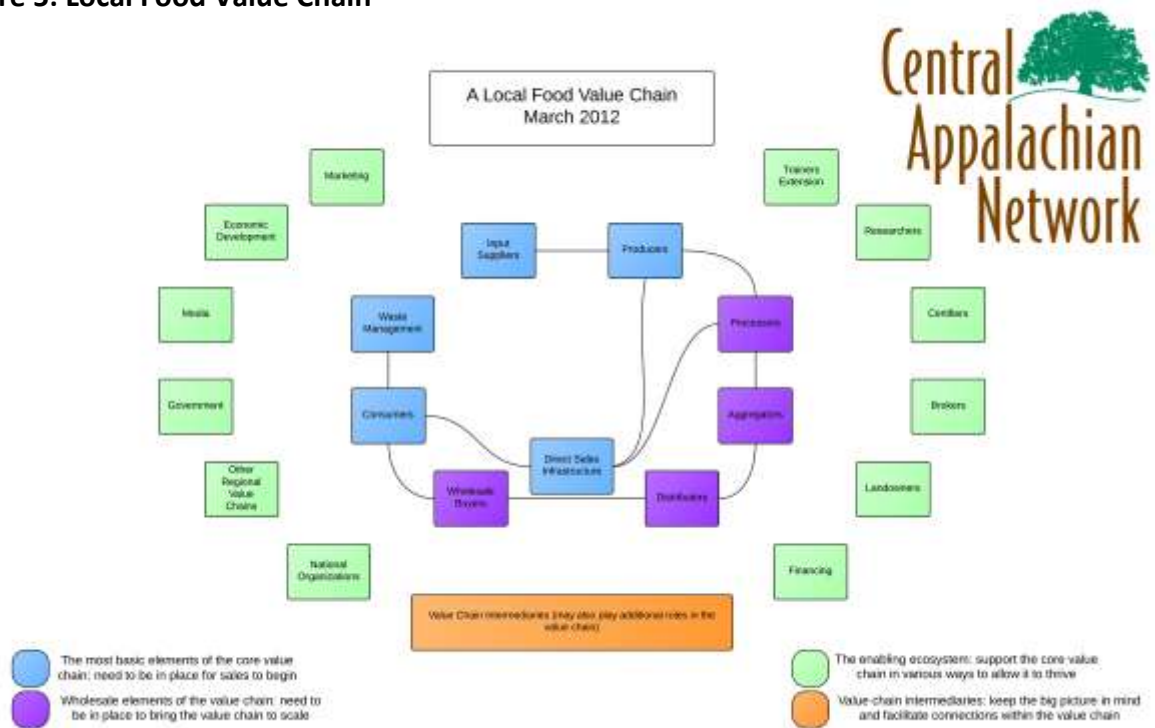 re 3: Local Food Value Chain
Central
Appalachian
Network
A Local Food Value Chain
March 2012
Marketing
Trainers
Extension
Economic
Development
Input
Suppliers
Producers
Researchers
Media
Waste
Management
Processors
Certifiers
Government
Consumers
Aggregators
Brokers
Direct Sales
Infrastructure
Other
Regional
Value
Chains
Wholesale
Buyers
Distributors
Landowners
National
Organizations
Financing
Value Chain Intermediaries (may also play additional roles in the
value chain)
The most basic elements of the core value
chain: need to be in place for sales to begin
Wholesale elements of the value chain: need to
be in place to bring the value chain to scale
The enabling ecosystem: support the core value
chain in various ways to allow it to thrive
Value chain intermediaries: keep the big picture in mind
and facilitate connections within the value chain